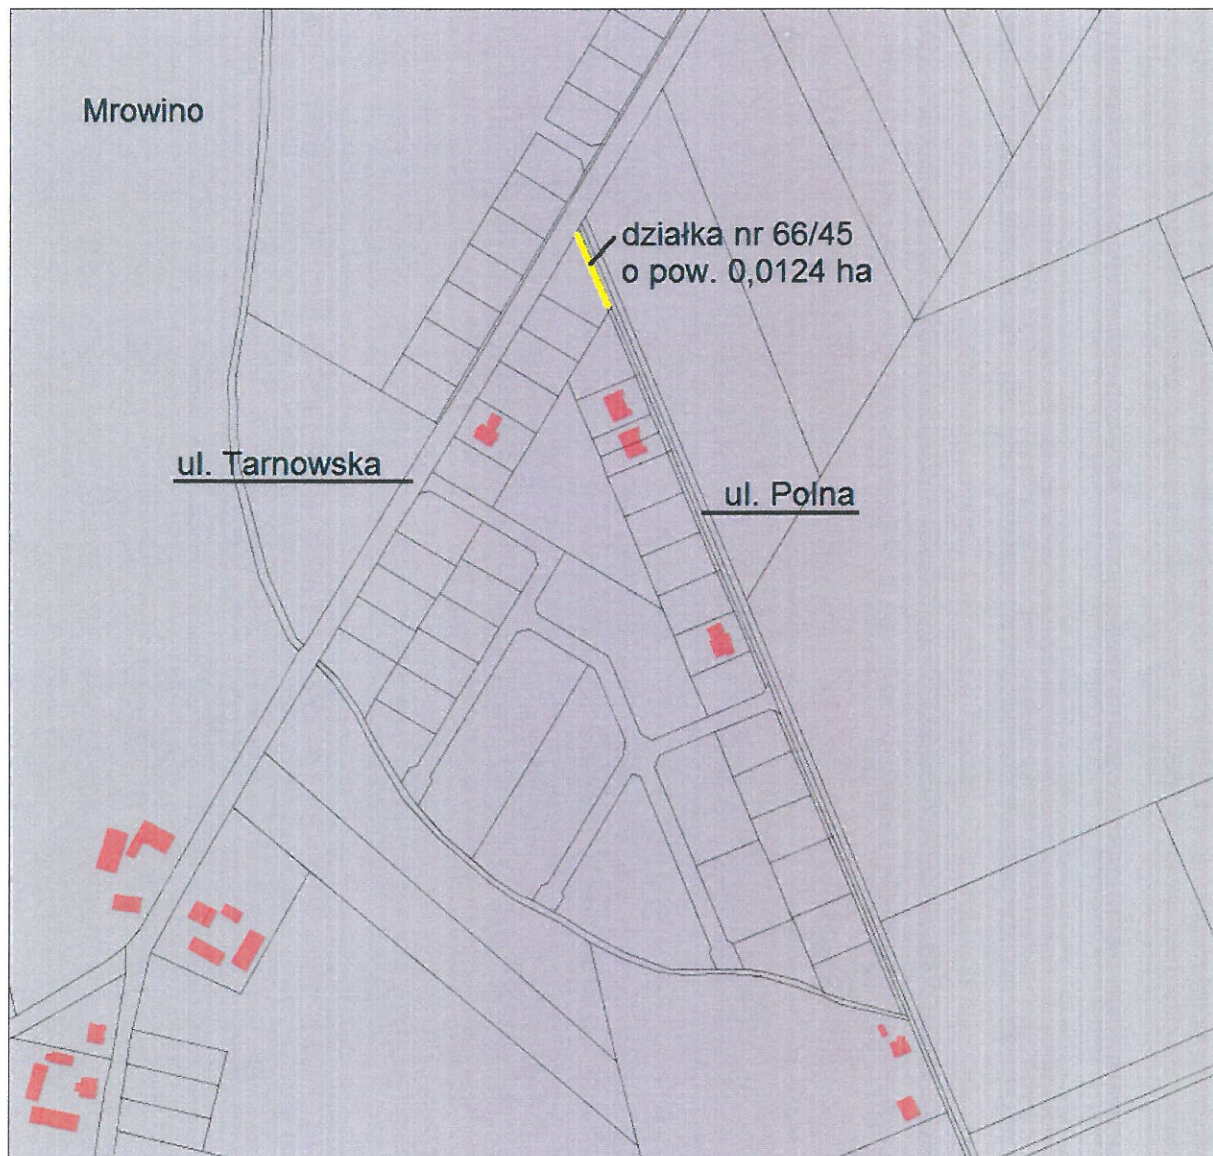 Mrowino
działka nr 66/45
o pow. 0,0124 ha
ul. Tarnowska
ul. Polna